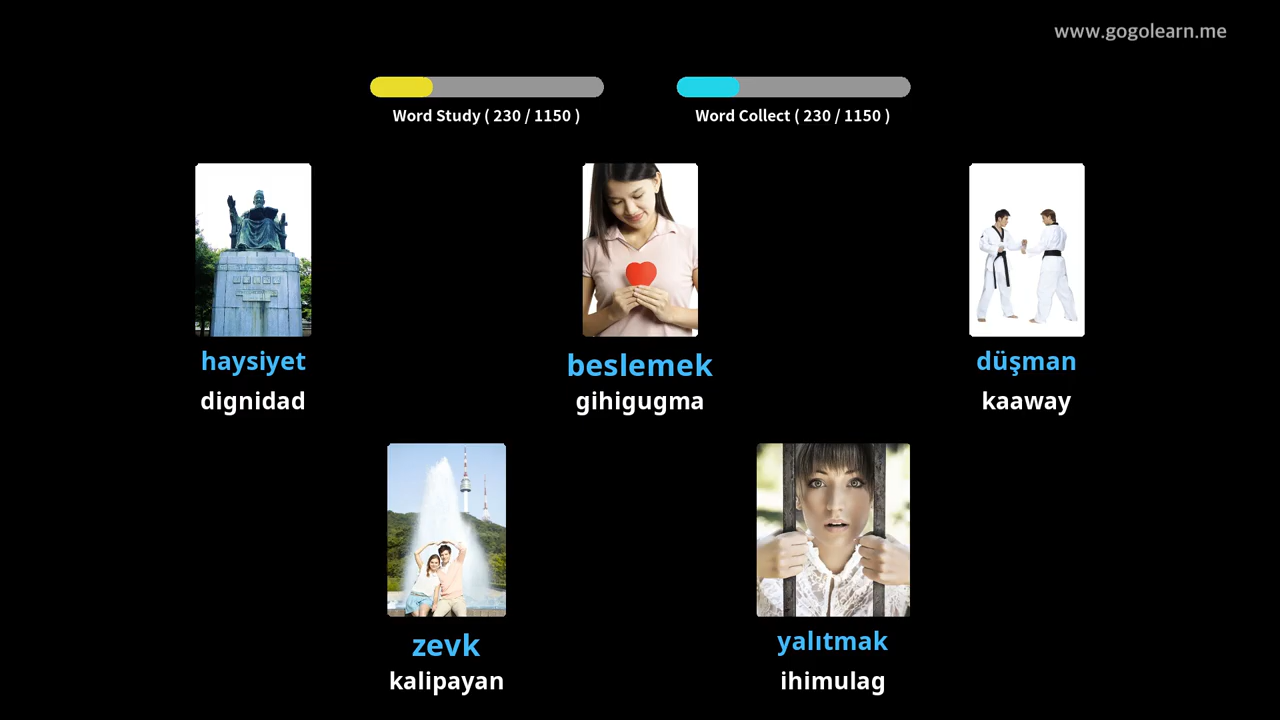 www.gogolearn.me
Word Study ( 230 / 1150 )
Word Collect ( 230 / 1150 )
haysiyet
dignidad
beslemek
gihigugma
düşman
kaaway
zevk
kalipayan
yalıtmak
ihimulag